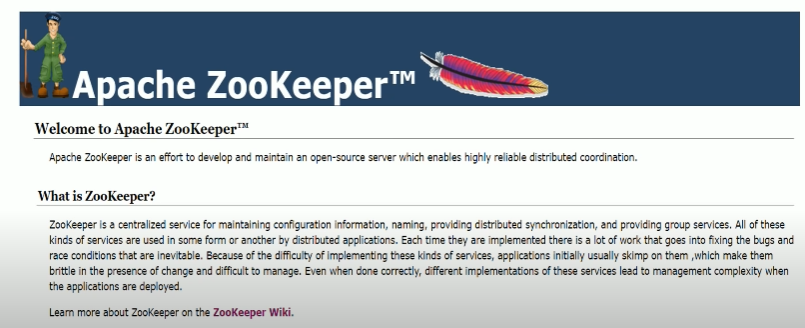 Apache ZooKeeper™
Welcome to Apache ZooKeeper™
Apache ZooKeeper is an effort to develop and maintain an open-source server which enables highly reliable distributed coordination.
What is ZooKeeper?
ZooKeeper is a centralized service for maintaining configuration information, naming, providing distributed synchronization, and providing group services. All of these
kinds of services are used in some form or another by distributed applications. Each time they are implemented there is a lot of work that goes into fixing the bugs and
race conditions that are inevitable. Because of the difficulty of implementing these kinds of services, applications initially usually skimp on them ,which make them
brittle in the presence of change and difficult to manage. Even when done correctly, different implementations of these services lead to management complexity when
the applications are deployed.
Learn more about ZooKeeper on the ZooKeeper Wiki.